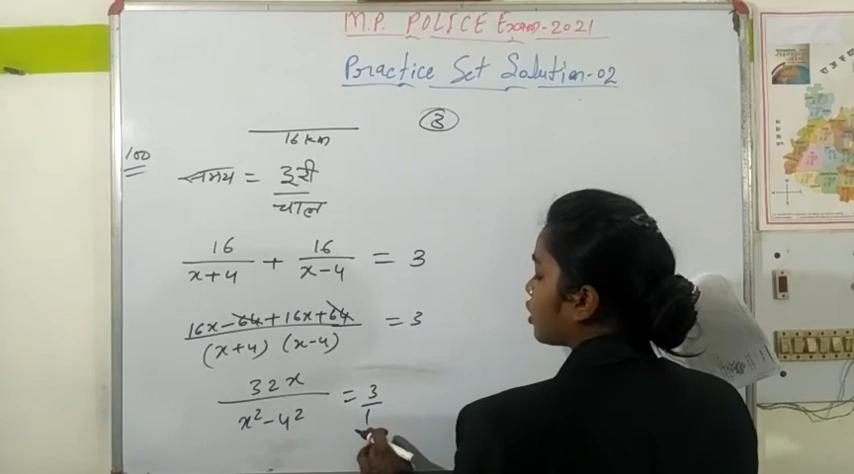 M.P. POLICE Exam-2021
Practice Set Solution-02
3
16 km
100
समय = दूरी / चाल
16/(x+4) + 16/(x-4) = 3
(16x-64+16x+64)/((x+4) (x-4)) = 3
32x/(x²-4²) = 3/1